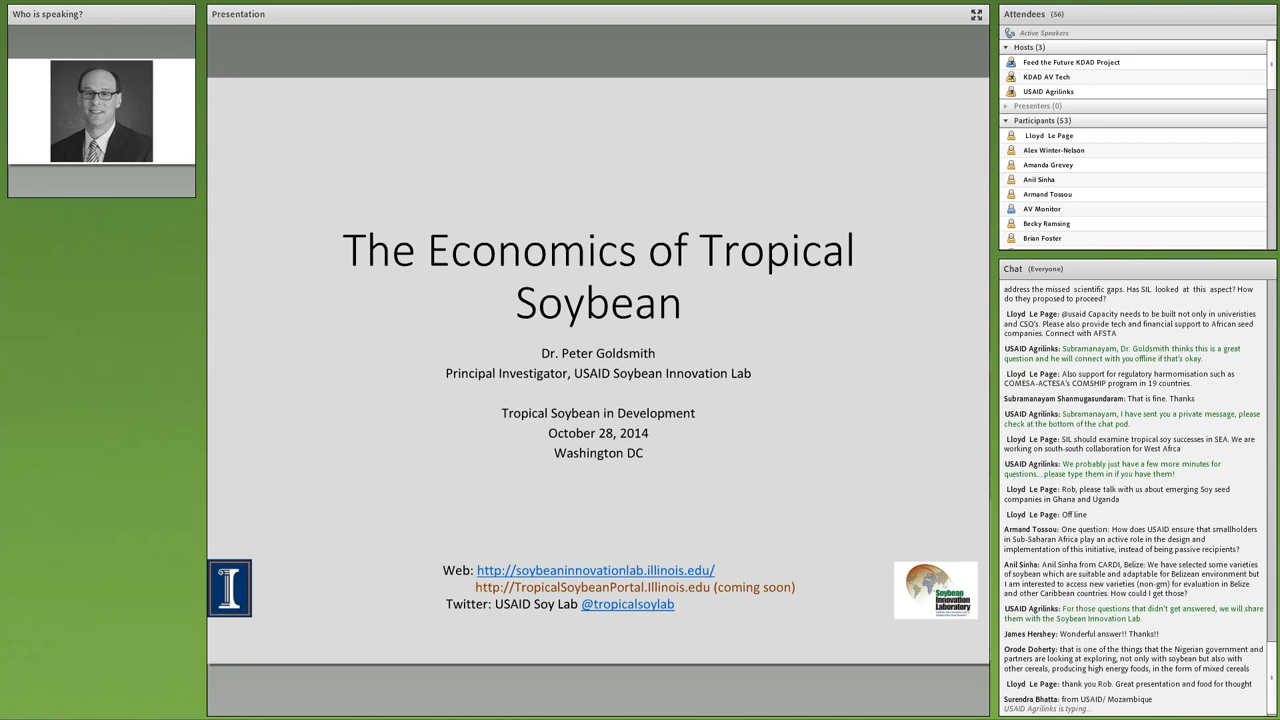 Who is speaking?
Presentation
The Economics of Tropical
Soybean
Dr. Peter Goldsmith
Principal Investigator, USAID Soybean Innovation Lab
Tropical Soybean in Development
October 28, 2014
Washington DC
Web: http://soybeaninnovationlab.illinois.edu/
http://TropicalSoybeanPortal.Illinois.edu (coming soon)
Twitter: USAID Soy Lab @tropicalsoylab
I
Soybean
Innovation
Laboratory
Attendees (56)
Active Speakers
Hosts (3)
Feed the Future KDAD Project
KDAD AV Tech
USAID Agrilinks
Presenters (0)
Participants (53)
Lloyd Le Page
Alex Winter-Nelson
Amanda Grevey
Anil Sinha
Armand Tossou
AV Monitor
Becky Ramsing
Brian Foster
Chat (Everyone)
address the missed scientific gaps. Has SIL looked at this aspect? How
do they proposed to proceed?
Lloyd Le Page: @usaid Capacity needs to be built not only in univeristies
and CSO's. Please also provide tech and financial support to African seed
companies. Connect with AFSTA
USAID Agrilinks: Subramanayam, Dr. Goldsmith thinks this is a great
question and he will connect with you offline if that's okay.
Lloyd Le Page: Also support for regulatory harmomisation such as
COMESA-ACTESA's COMSHIP program in 19 countries.
Subramanayam Shanmugasundaram: That is fine. Thanks
USAID Agrilinks: Subramanayam, I have sent you a private message, please
check at the bottom of the chat pod.
Lloyd Le Page: SIL should examine tropical soy successes in SEA. We are
working on south-south collaboration for West Afrca
USAID Agrilinks: We probably just have a few more minutes for
questions....please type them in if you have them!
Lloyd Le Page: Rob, please talk with us about emerging Soy seed
companies in Ghana and Uganda
Lloyd Le Page: Off line
Armand Tossou: One question: How does USAID ensure that smallholders
in Sub-Saharan Africa play an active role in the design and
implementation of this initiative, instead of being passive recipients?
Anil Sinha: Anil Sinha from CARDI, Belize: We have selected some varieties
of soybean which are suitable and adaptable for Belizean environment but
I am interested to access new varieties (non-gm) for evaluation in Belize
and other Caribbean countries. How could I get those?
USAID Agrilinks: For those questions that didn't get answered, we will share
them with the Soybean Innovation Lab.
James Hershey: Wonderful answer!! Thanks!!
Orode Doherty: that is one of the things that the Nigerian government and
partners are looking at exploring, not only with soybean but also with
other cereals, producing high energy foods, in the form of mixed cereals
Lloyd Le Page: thank you Rob. Great presentation and food for thought
Surendra Bhatta: from USAID/ Mozambique
USAID Agrilinks is typing...